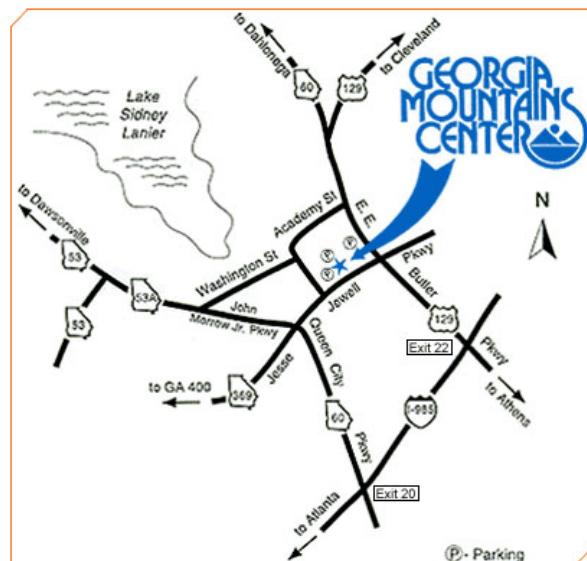 to Dahlonega
60
129
to Cleveland
GEORGIA
MOUNTAINS
CENTER
Lake
Sidney
Lanier
N
Academy St
E. E.
Butler
Pkwy
to Dawsonville
53
53A
53
Washington St
P
P
P
Jewell
Pkwy
John
Morrow Jr. Pkwy
Jesse
Queen City
Pkwy
129
Exit 22
to Athens
to GA 400
369
60
I-985
Exit 20
to Atlanta
P - Parking